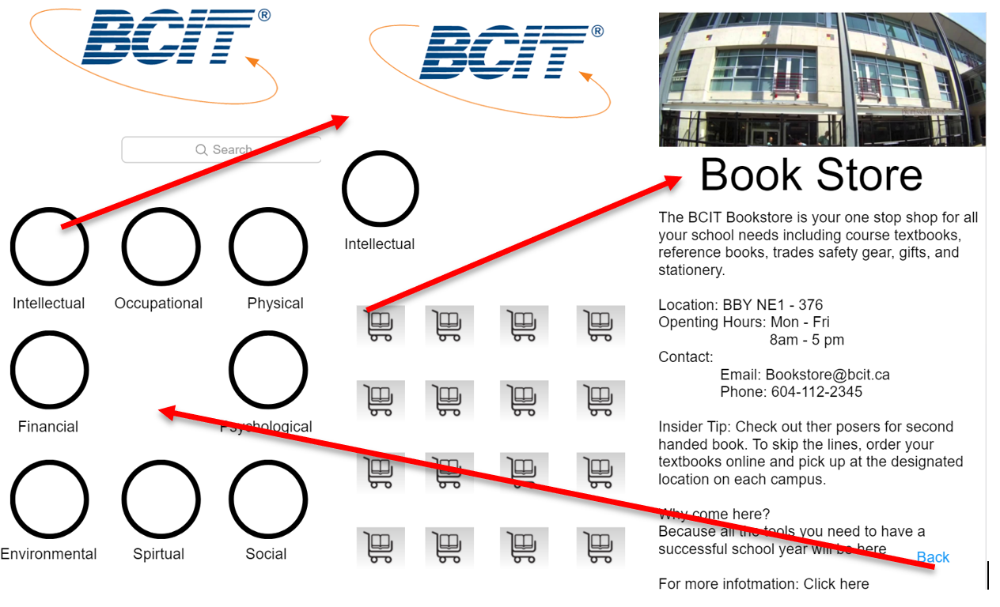 BCIT®
Search
Intellectual
Occupational
Physical
Financial
Psychological
Environmental
Spirtual
Social
BCIT®
Intellectual
Book Store
The BCIT Bookstore is your one stop shop for all
your school needs including course textbooks,
reference books, trades safety gear, gifts, and
stationery.
Location: BBY NE1 - 376
Opening Hours: Mon - Fri
8am - 5 pm
Contact:
Email: Bookstore@bcit.ca
Phone: 604-112-2345
Insider Tip: Check out ther posers for second
handed book. To skip the lines, order your
textbooks online and pick up at the designated
location on each campus.
Why come here?
Because all the tools you need to have a
successful school year will be here
Back
For more infotmation: Click here